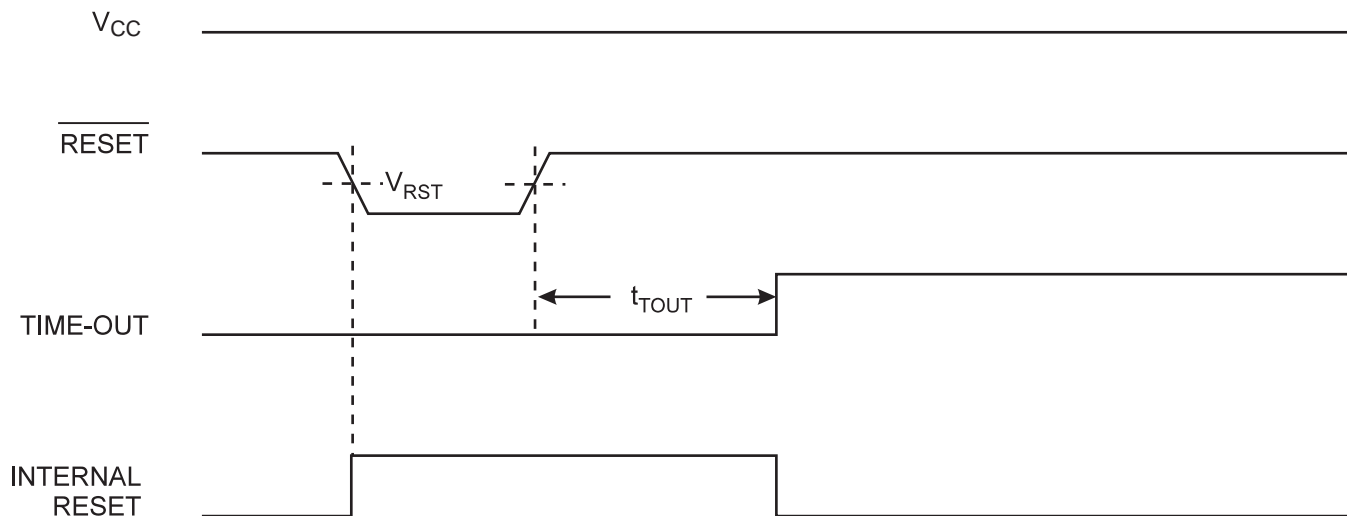 VCC
RESET
VRST
tTOUT
TIME-OUT
INTERNAL
RESET